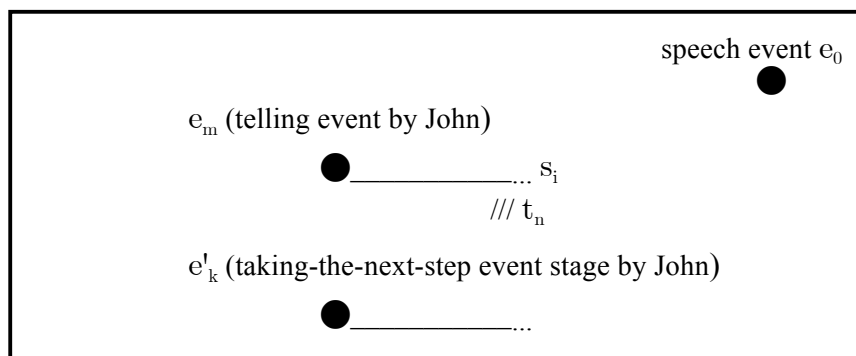 speech event e₀
eₘ (telling event by John)
... sᵢ
/// tₙ
e'ₖ (taking-the-next-step event stage by John)
...